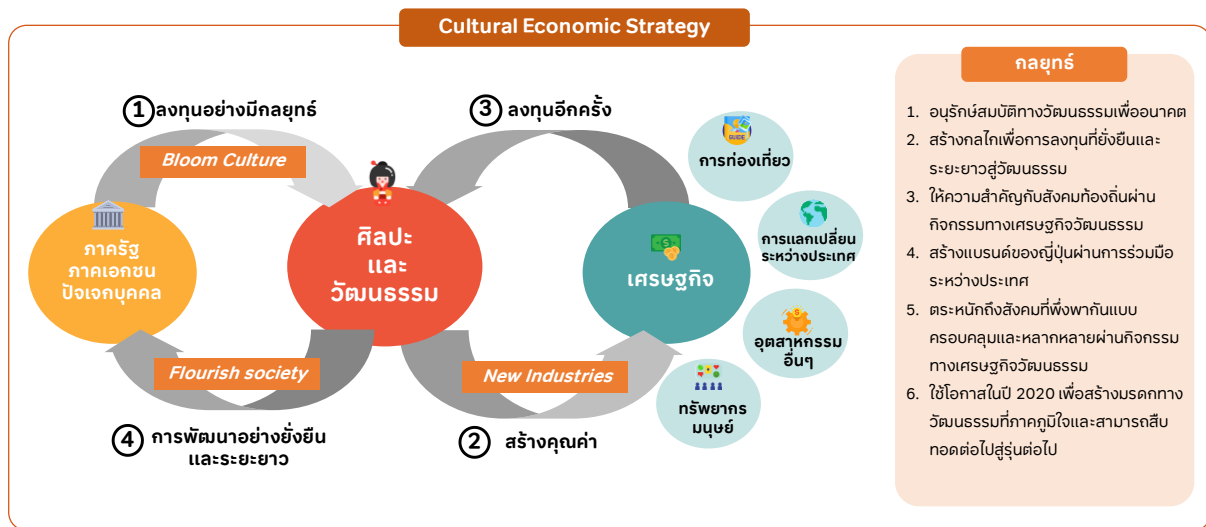 Cultural Economic Strategy
1 ลงทุนอย่างมีกลยุทธ์
Bloom Culture
ภาครัฐ
ภาคเอกชน
ปัจเจกบุคคล
ศิลปะ
และ
วัฒนธรรม
Flourish society
4 การพัฒนาอย่างยั่งยืน
และระยะยาว
3 ลงทุนอีกครั้ง
เศรษฐกิจ
New Industries
2 สร้างคุณค่า
GUIDE
การท่องเที่ยว
การแลกเปลี่ยน
ระหว่างประเทศ
อุตสาหกรรม
อื่นๆ
ทรัพยากร
มนุษย์
กลยุทธ์
1. อนุรักษ์สมบัติทางวัฒนธรรมเพื่ออนาคต
2. สร้างกลไกเพื่อการลงทุนที่ยั่งยืนและ
ระยะยาวสู่วัฒนธรรม
3. ให้ความสำคัญกับสังคมท้องถิ่นผ่าน
กิจกรรมทางเศรษฐกิจวัฒนธรรม
4. สร้างแบรนด์ของญี่ปุ่นผ่านการร่วมมือ
ระหว่างประเทศ
5. ตระหนักถึงสังคมที่พึ่งพากันแบบ
ครอบคลุมและหลากหลายผ่านกิจกรรม
ทางเศรษฐกิจวัฒนธรรม
6. ใช้โอกาสในปี 2020 เพื่อสร้างมรดกทาง
วัฒนธรรมที่ภาคภูมิใจและสามารถสืบ
ทอดต่อไปสู่รุ่นต่อไป